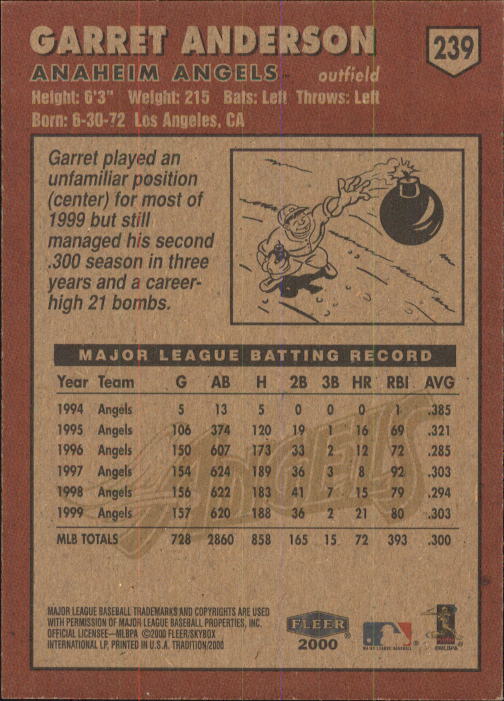 GARRET ANDERSON
239
ANAHEIM ANGELS™ outfield
Height: 6'3" Weight: 215 Bats: Left Throws: Left
Born: 6-30-72 Los Angeles, CA
Garret played an
unfamiliar position
(center) for most of
1999 but still
managed his second
.300 season in three
years and a career-
high 21 bombs.
MAJOR LEAGUE BATTING RECORD
Year Team G AB H 2B 3B HR RBI AVG
1994 Angels 5 13 5 0 0 0 1 .385
1995 Angels 106 374 120 19 1 16 69 .321
1996 Angels 150 607 173 33 2 12 72 .285
1997 Angels 154 624 189 36 3 8 92 .303
1998 Angels 156 622 183 41 7 15 79 .294
1999 Angels 157 620 188 36 2 21 80 .303
MLB TOTALS 728 2860 858 165 15 72 393 .300
ANGELS
MAJOR LEAGUE BASEBALL TRADEMARKS AND COPYRIGHTS ARE USED
WITH PERMISSION OF MAJOR LEAGUE BASEBALL PROPERTIES, INC.
OFFICIAL LICENSEE—MLBPA ©2000 FLEER/SKYBOX
INTERNATIONAL LP, PRINTED IN U.S.A. TRADITION/2000
FLEER
2000
MAJOR LEAGUE BASEBALL
©MLBPA